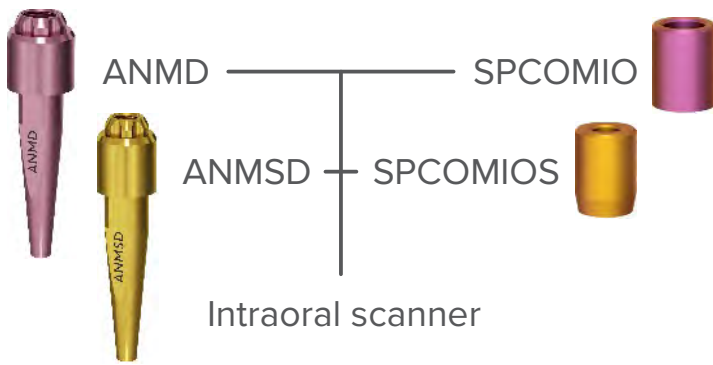 ANMD SPCOMIO
ANMD
ANMSD SPCOMIOS
ANMSD
Intraoral scanner